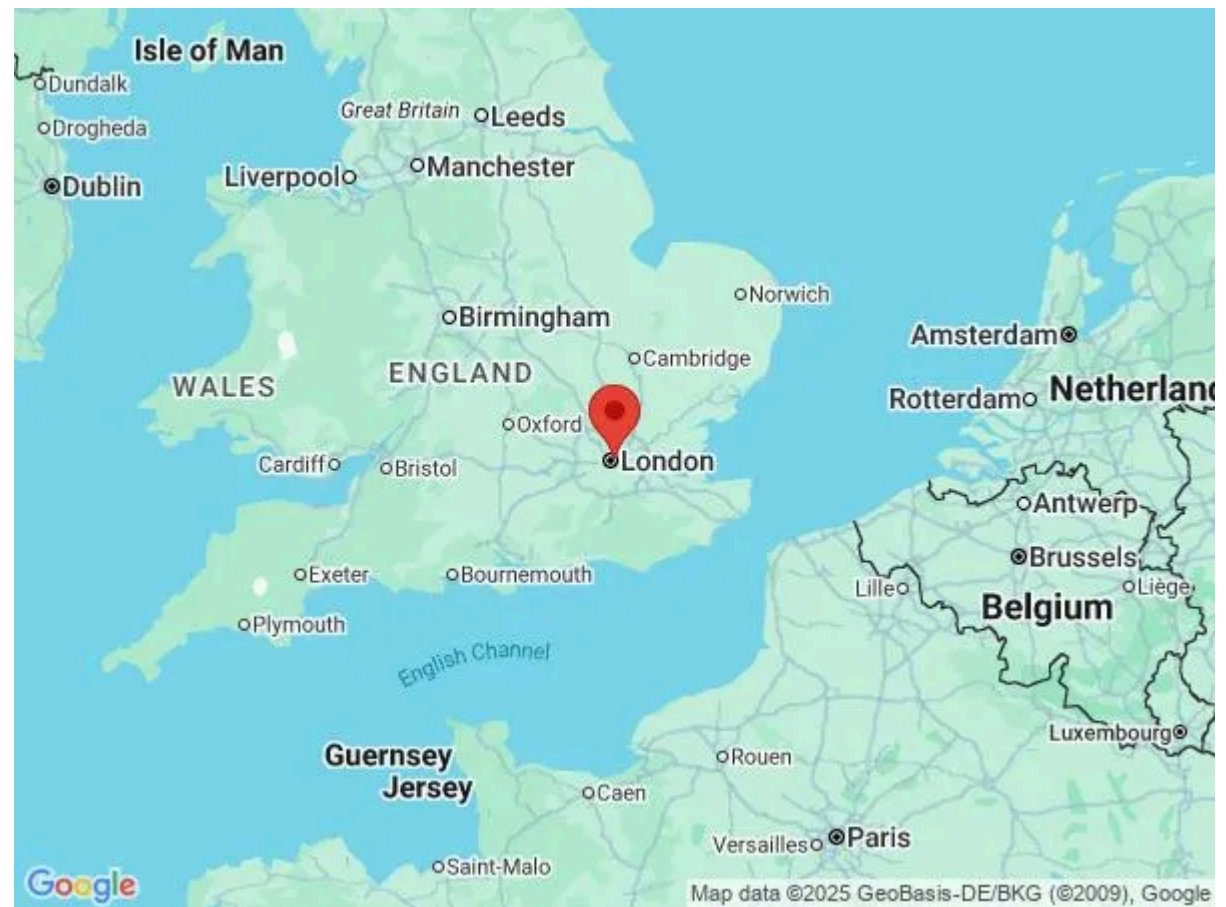 Isle of Man
Dundalk
Great Britain
Leeds
Drogheda
Manchester
Liverpool
Dublin
Norwich
Birmingham
Amsterdam
Cambridge
ENGLAND
WALES
Netherland
Rotterdam
Oxford
London
Cardiff
Bristol
Antwerp
Brussels
Exeter
Bournemouth
Lille
Liège
Belgium
Plymouth
English Channel
Luxembourg
Guernsey
Rouen
Jersey
Caen
Paris
Versailles
Saint-Malo
Google
Map data ©2025 GeoBasis-DE/BKG (©2009), Google